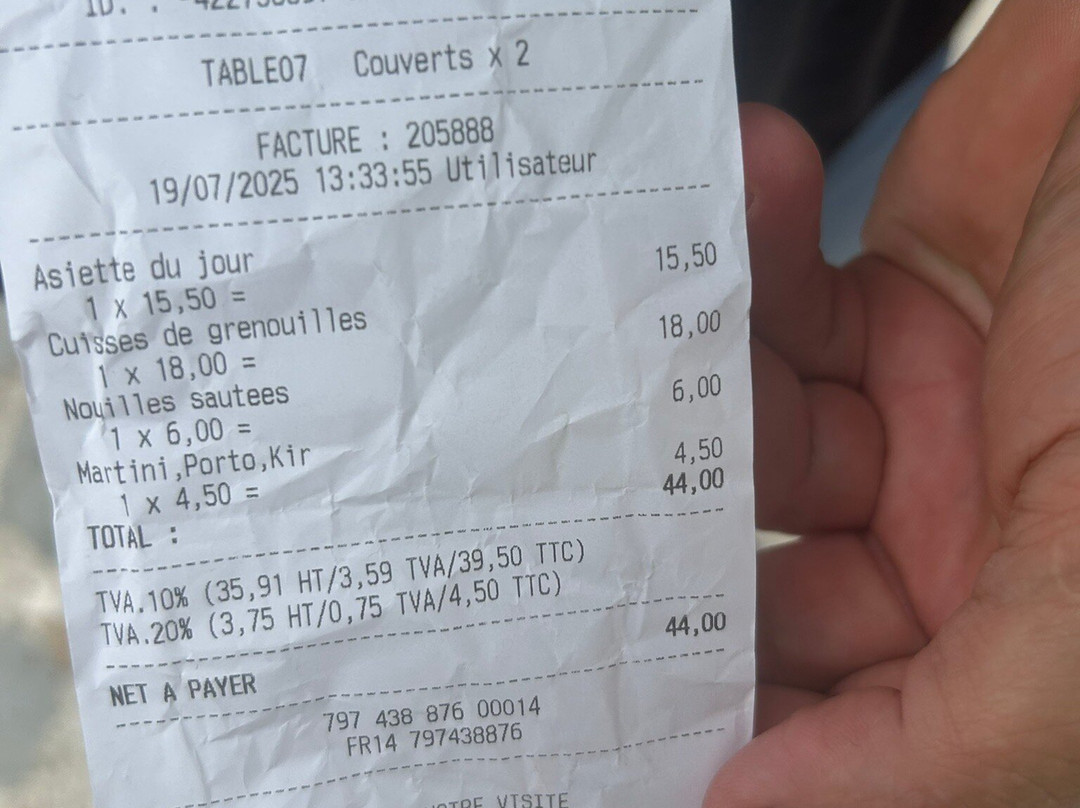 TABLE07 Couverts x 2
FACTURE : 205888
19/07/2025 13:33:55 Utilisateur
Asiette du jour 15,50
1 x 15,50 =
Cuisses de grenouilles 18,00
1 x 18,00 =
Nouilles sautees 6,00
1 x 6,00 =
Martini,Porto,Kir 4,50
1 x 4,50 =
TOTAL : 44,00
TVA.10% (35,91 HT/3,59 TVA/39,50 TTC)
TVA.20% (3,75 HT/0,75 TVA/4,50 TTC)
NET A PAYER 44,00
797 438 876 00014
FR14 797438876
VISITE